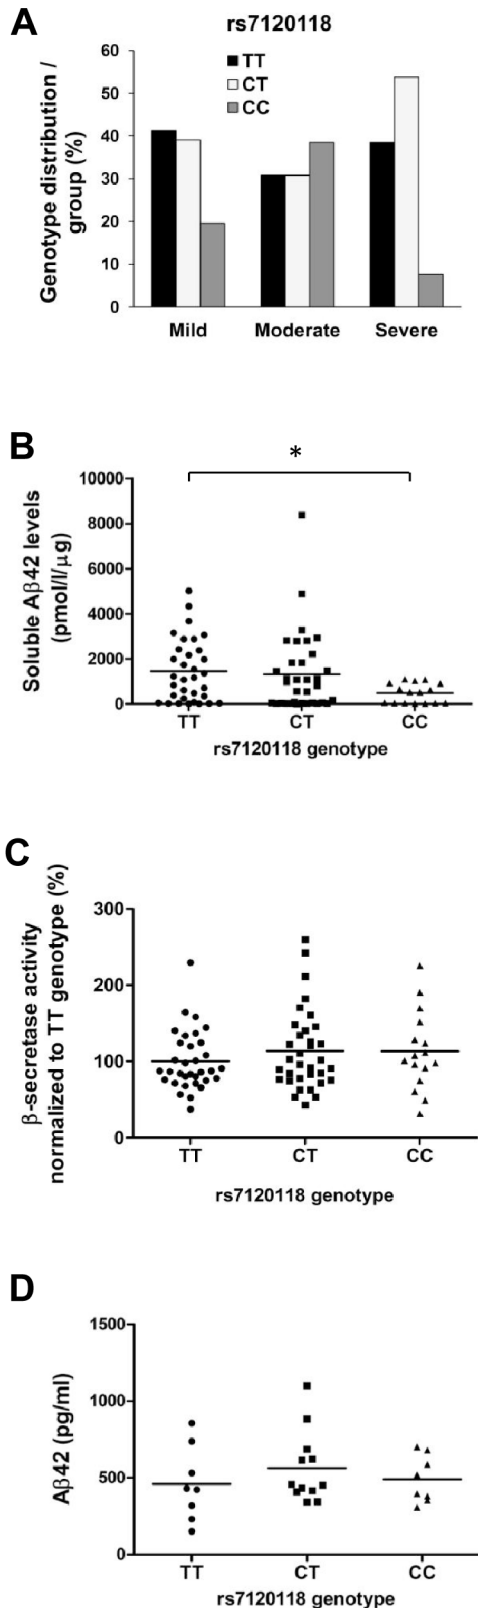 A
rs7120118
Genotype distribution /
group (%)
60
50
40
30
20
10
0
TT
CT
CC
Mild Moderate Severe
B
*
Soluble Aβ42 levels
(pmol/l/μg)
10000
8000
6000
4000
2000
0
TT CT CC
rs7120118 genotype
C
β-secretase activity
normalized to TT genotype (%)
300
200
100
0
TT CT CC
rs7120118 genotype
D
Aβ42 (pg/ml)
1500
1000
500
0
TT CT CC
rs7120118 genotype